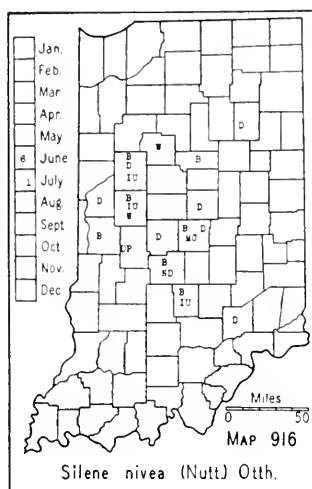 Jan.
Feb.
Mar
Apr.
May
6 June
1 July
Aug
Sept
Oct
Nov.
Dec
D
W
B
D
IU
B
D
B
IU
W
D
B
DP
D
B D
MC
B
ND
B
IU
D
Miles
0 50
MAP 916
Silene nivea (Nutt.) Otth.